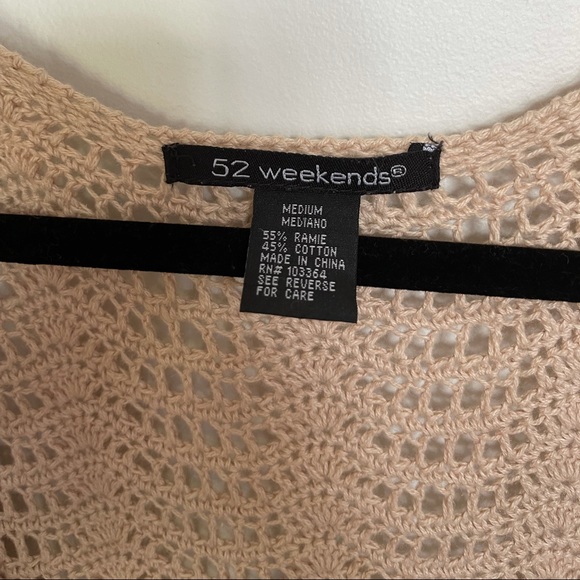 52 weekends®
MEDIUM
MEDIANO
55% RAMIE
45% COTTON
MADE IN CHINA
RN# 103364
SEE REVERSE
FOR CARE